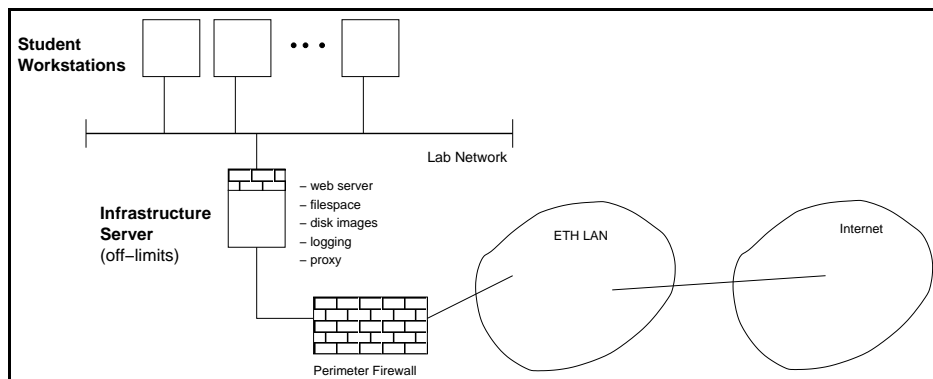 Student
Workstations
Lab Network
– web server
– filespace
– disk images
– logging
– proxy
Infrastructure
Server
(off–limits)
ETH LAN
Internet
Perimeter Firewall